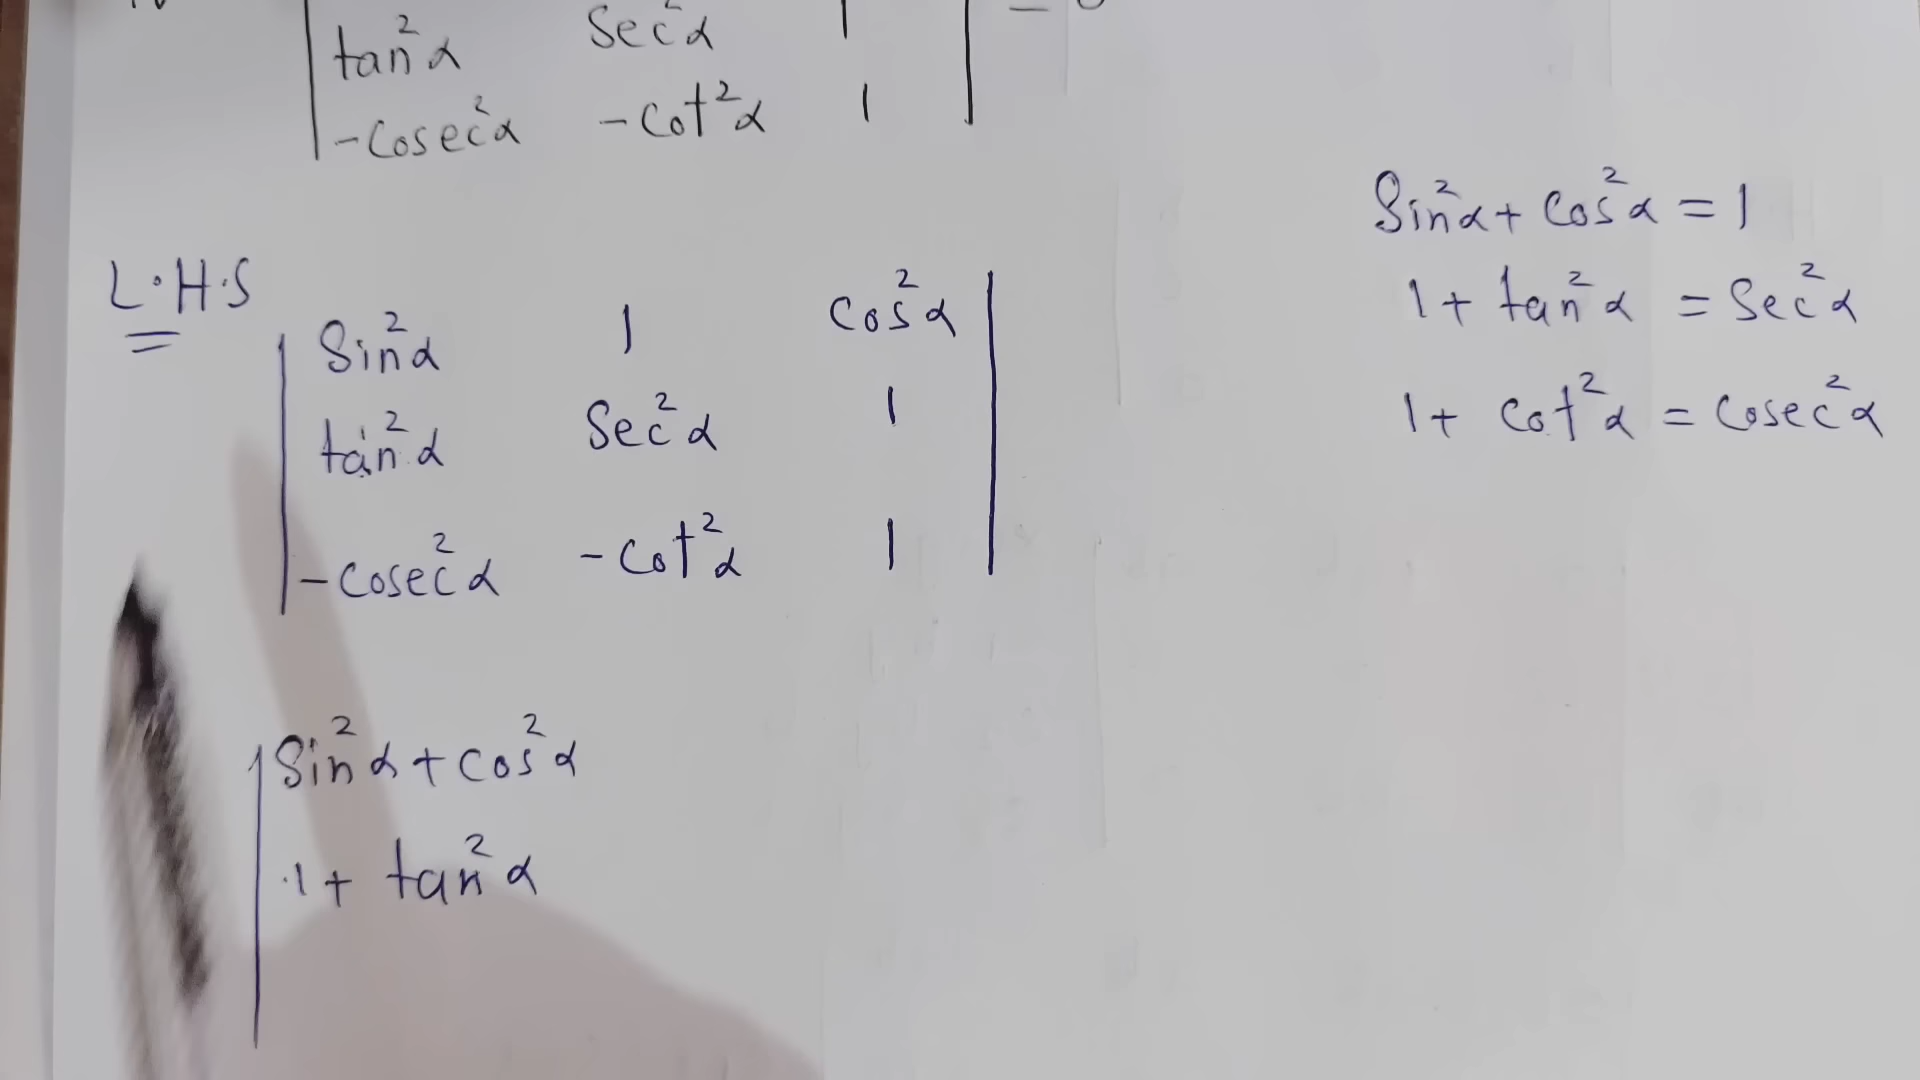 tan²α sec²α 1 = 0
-cosec²α -cot²α 1
Sin²α + Cos²α = 1
L.H.S
Sin²α 1 Cos²α
1 + tan²α = Sec²α
tan²α Sec²α 1
1 + Cot²α = Cosec²α
-Cosec²α -Cot²α 1
Sin²α + Cos²α
1 + tan²α